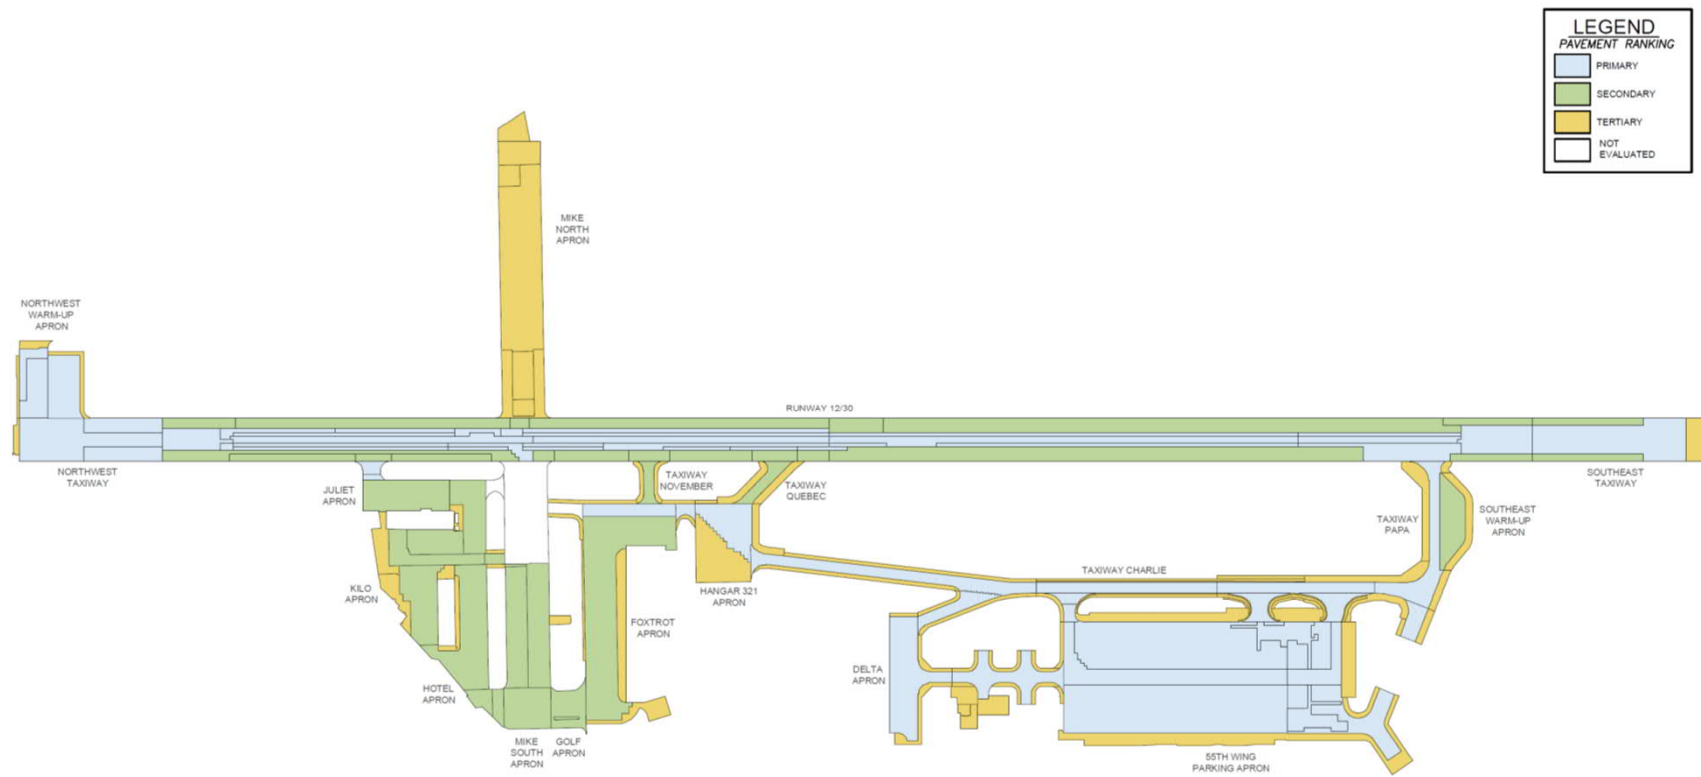 LEGEND
PAVEMENT RANKING
PRIMARY
SECONDARY
TERTIARY
NOT
EVALUATED
MIKE
NORTH
APRON
NORTHWEST
WARM-UP
APRON
RUNWAY 12/30
NORTHWEST
TAXIWAY
JULIET
APRON
TAXIWAY
NOVEMBER
TAXIWAY
QUEBEC
SOUTHEAST
TAXIWAY
TAXIWAY
PAPA
SOUTHEAST
WARM-UP
APRON
KILO
APRON
HANGAR 321
APRON
TAXIWAY CHARLIE
FOXTROT
APRON
HOTEL
APRON
DELTA
APRON
MIKE
SOUTH
APRON
GOLF
APRON
55TH WING
PARKING APRON